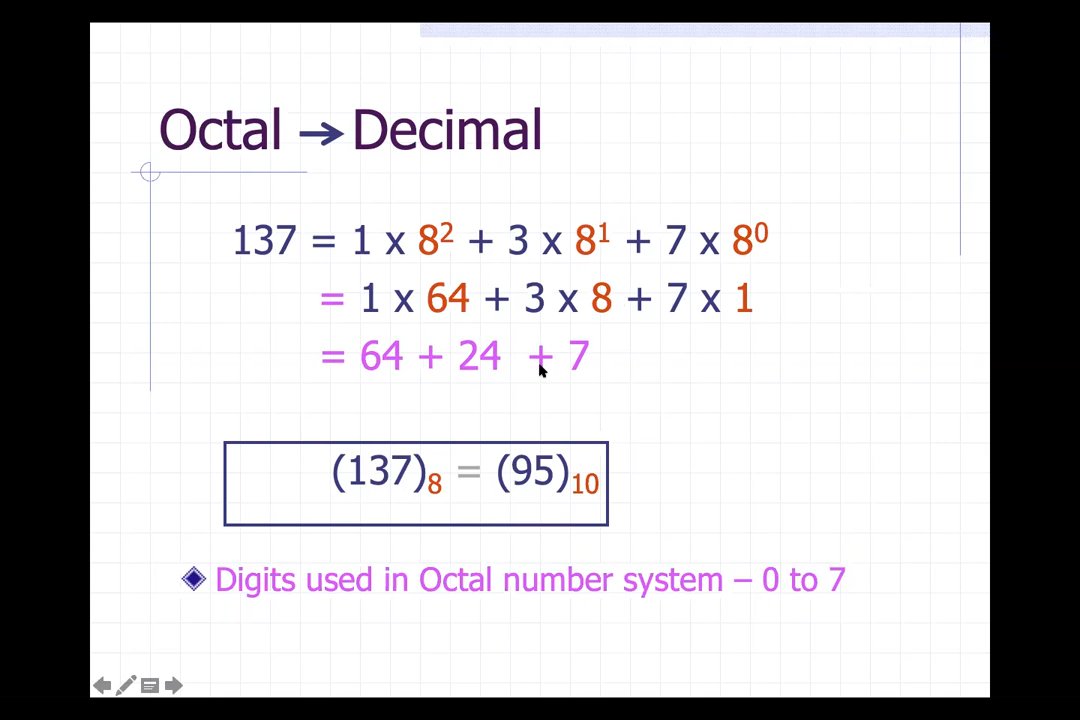 Octal → Decimal
137 = 1 x 8² + 3 x 8¹ + 7 x 8⁰
= 1 x 64 + 3 x 8 + 7 x 1
= 64 + 24 + 7
(137)₈ = (95)₁₀
Digits used in Octal number system – 0 to 7